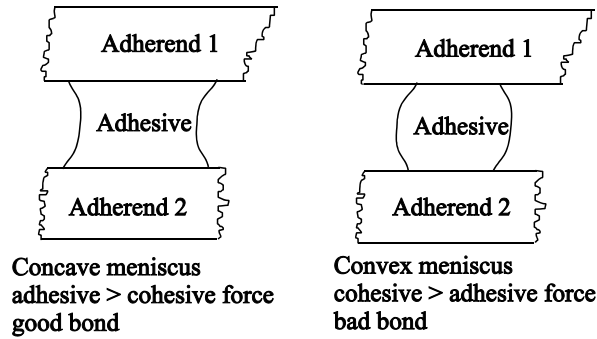 Adherend 1
Adhesive
Adherend 2
Concave meniscus
adhesive > cohesive force
good bond
Adherend 1
Adhesive
Adherend 2
Convex meniscus
cohesive > adhesive force
bad bond